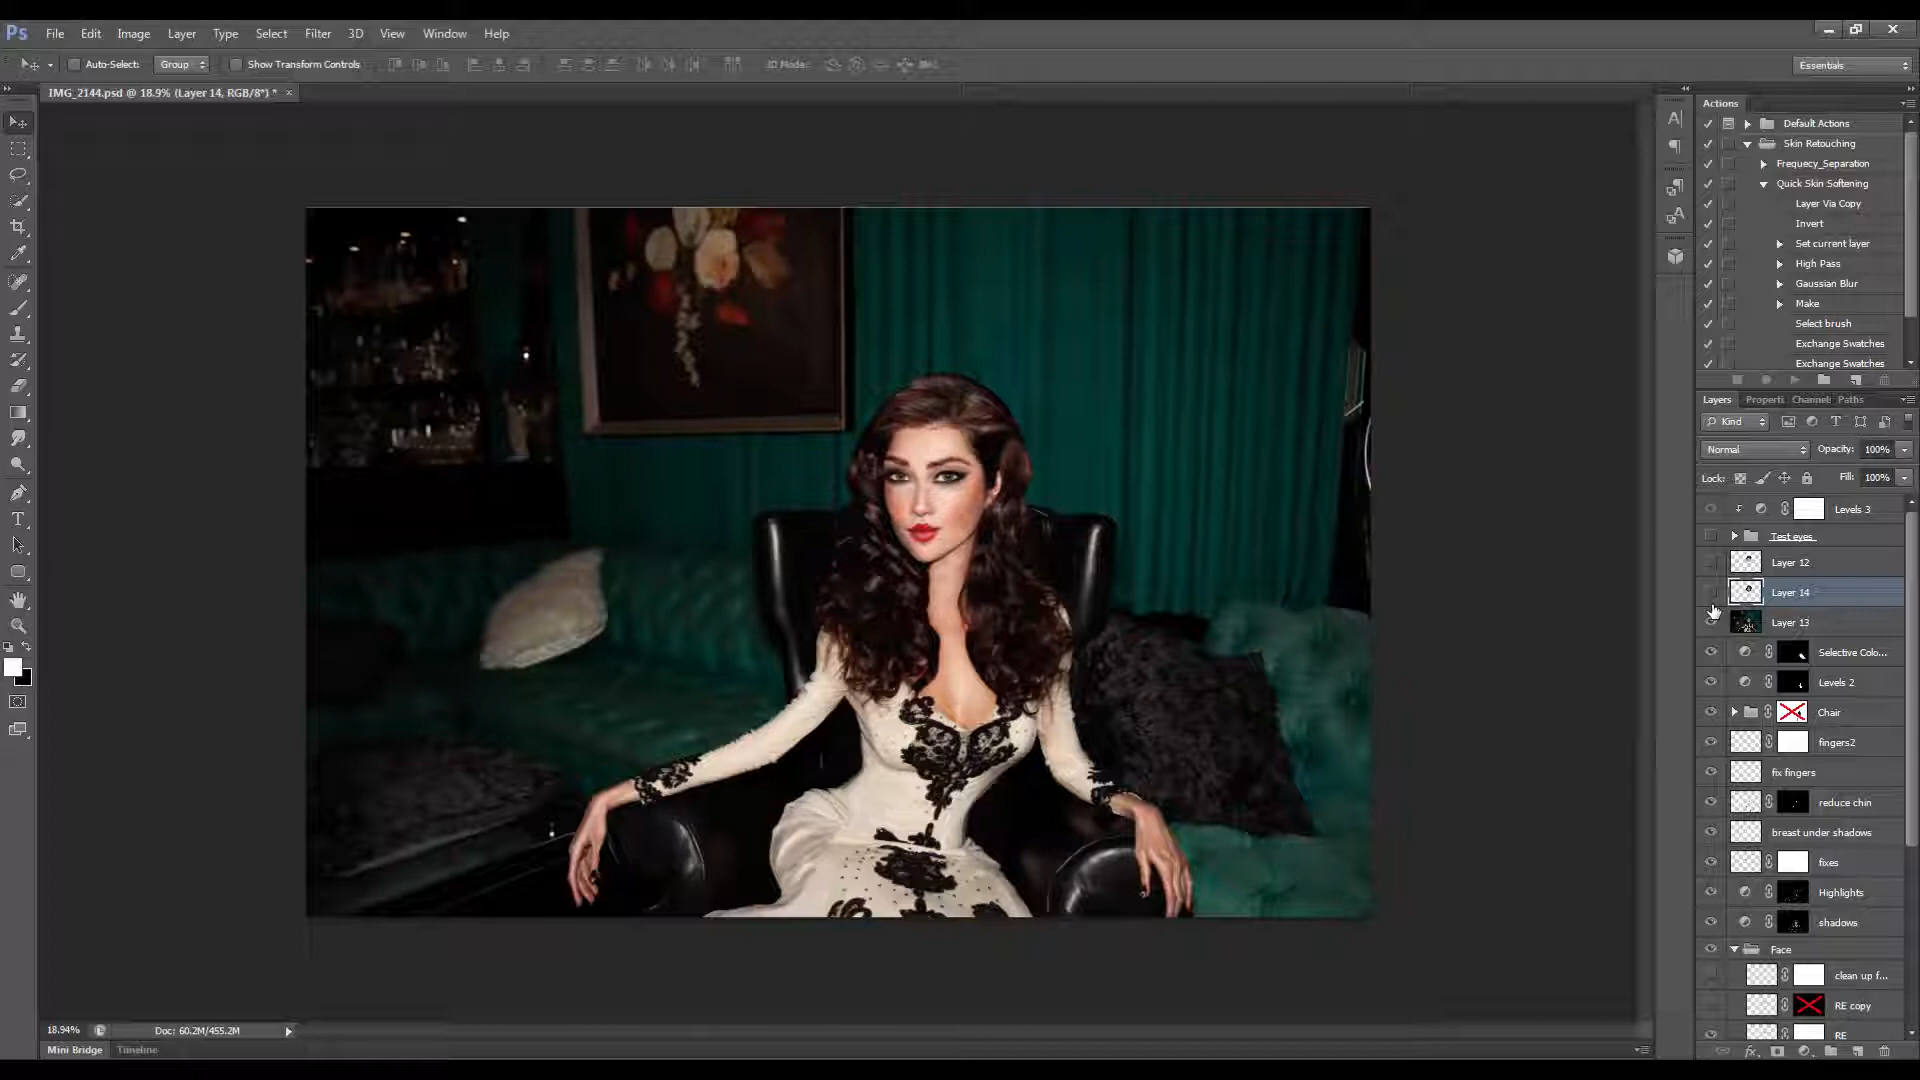 Ps File Edit Image Layer Type Select Filter 3D View Window Help
Auto-Select: Group Show Transform Controls 3D Mode: Essentials
IMG_2144.psd @ 18.9% (Layer 14, RGB/8*) *
Actions
Default Actions
Skin Retouching
Frequecy_Separation
Quick Skin Softening
Layer Via Copy
Invert
Set current layer
High Pass
Gaussian Blur
Make
Select brush
Exchange Swatches
Exchange Swatches
Layers Properti Channel Paths
Kind
Normal Opacity: 100%
Lock: Fill: 100%
Levels 3
Test eyes
Layer 12
Layer 14
Layer 13
Selective Colo...
Levels 2
Chair
fingers2
fix fingers
reduce chin
breast under shadows
fixes
Highlights
shadows
Face
clean up f...
RE copy
RE
18.94% Doc: 60.2M/455.2M
Mini Bridge Timeline